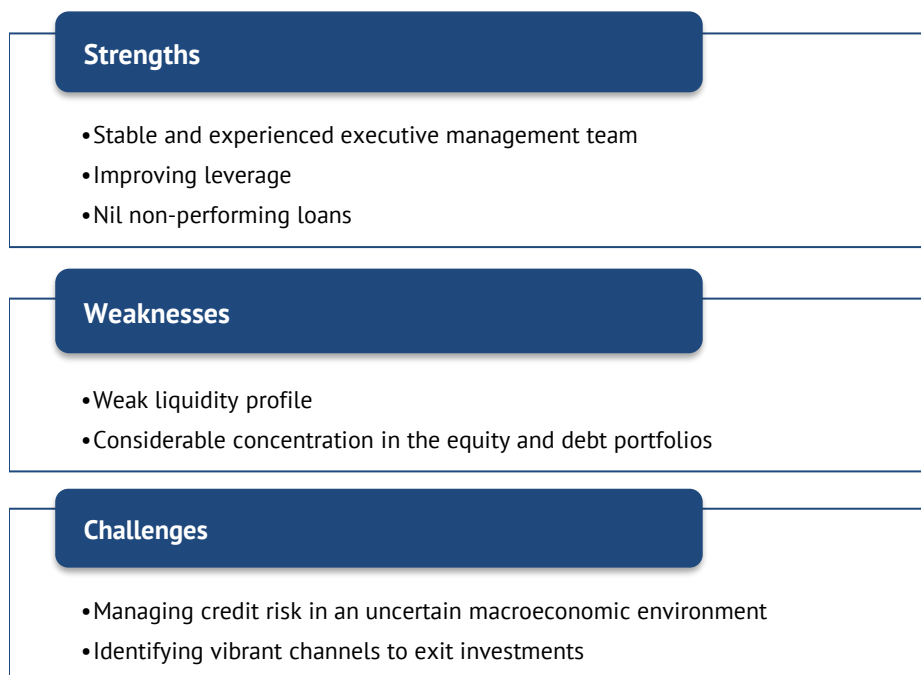 Strengths
•Stable and experienced executive management team
•Improving leverage
•Nil non-performing loans
Weaknesses
•Weak liquidity profile
•Considerable concentration in the equity and debt portfolios
Challenges
•Managing credit risk in an uncertain macroeconomic environment
•Identifying vibrant channels to exit investments